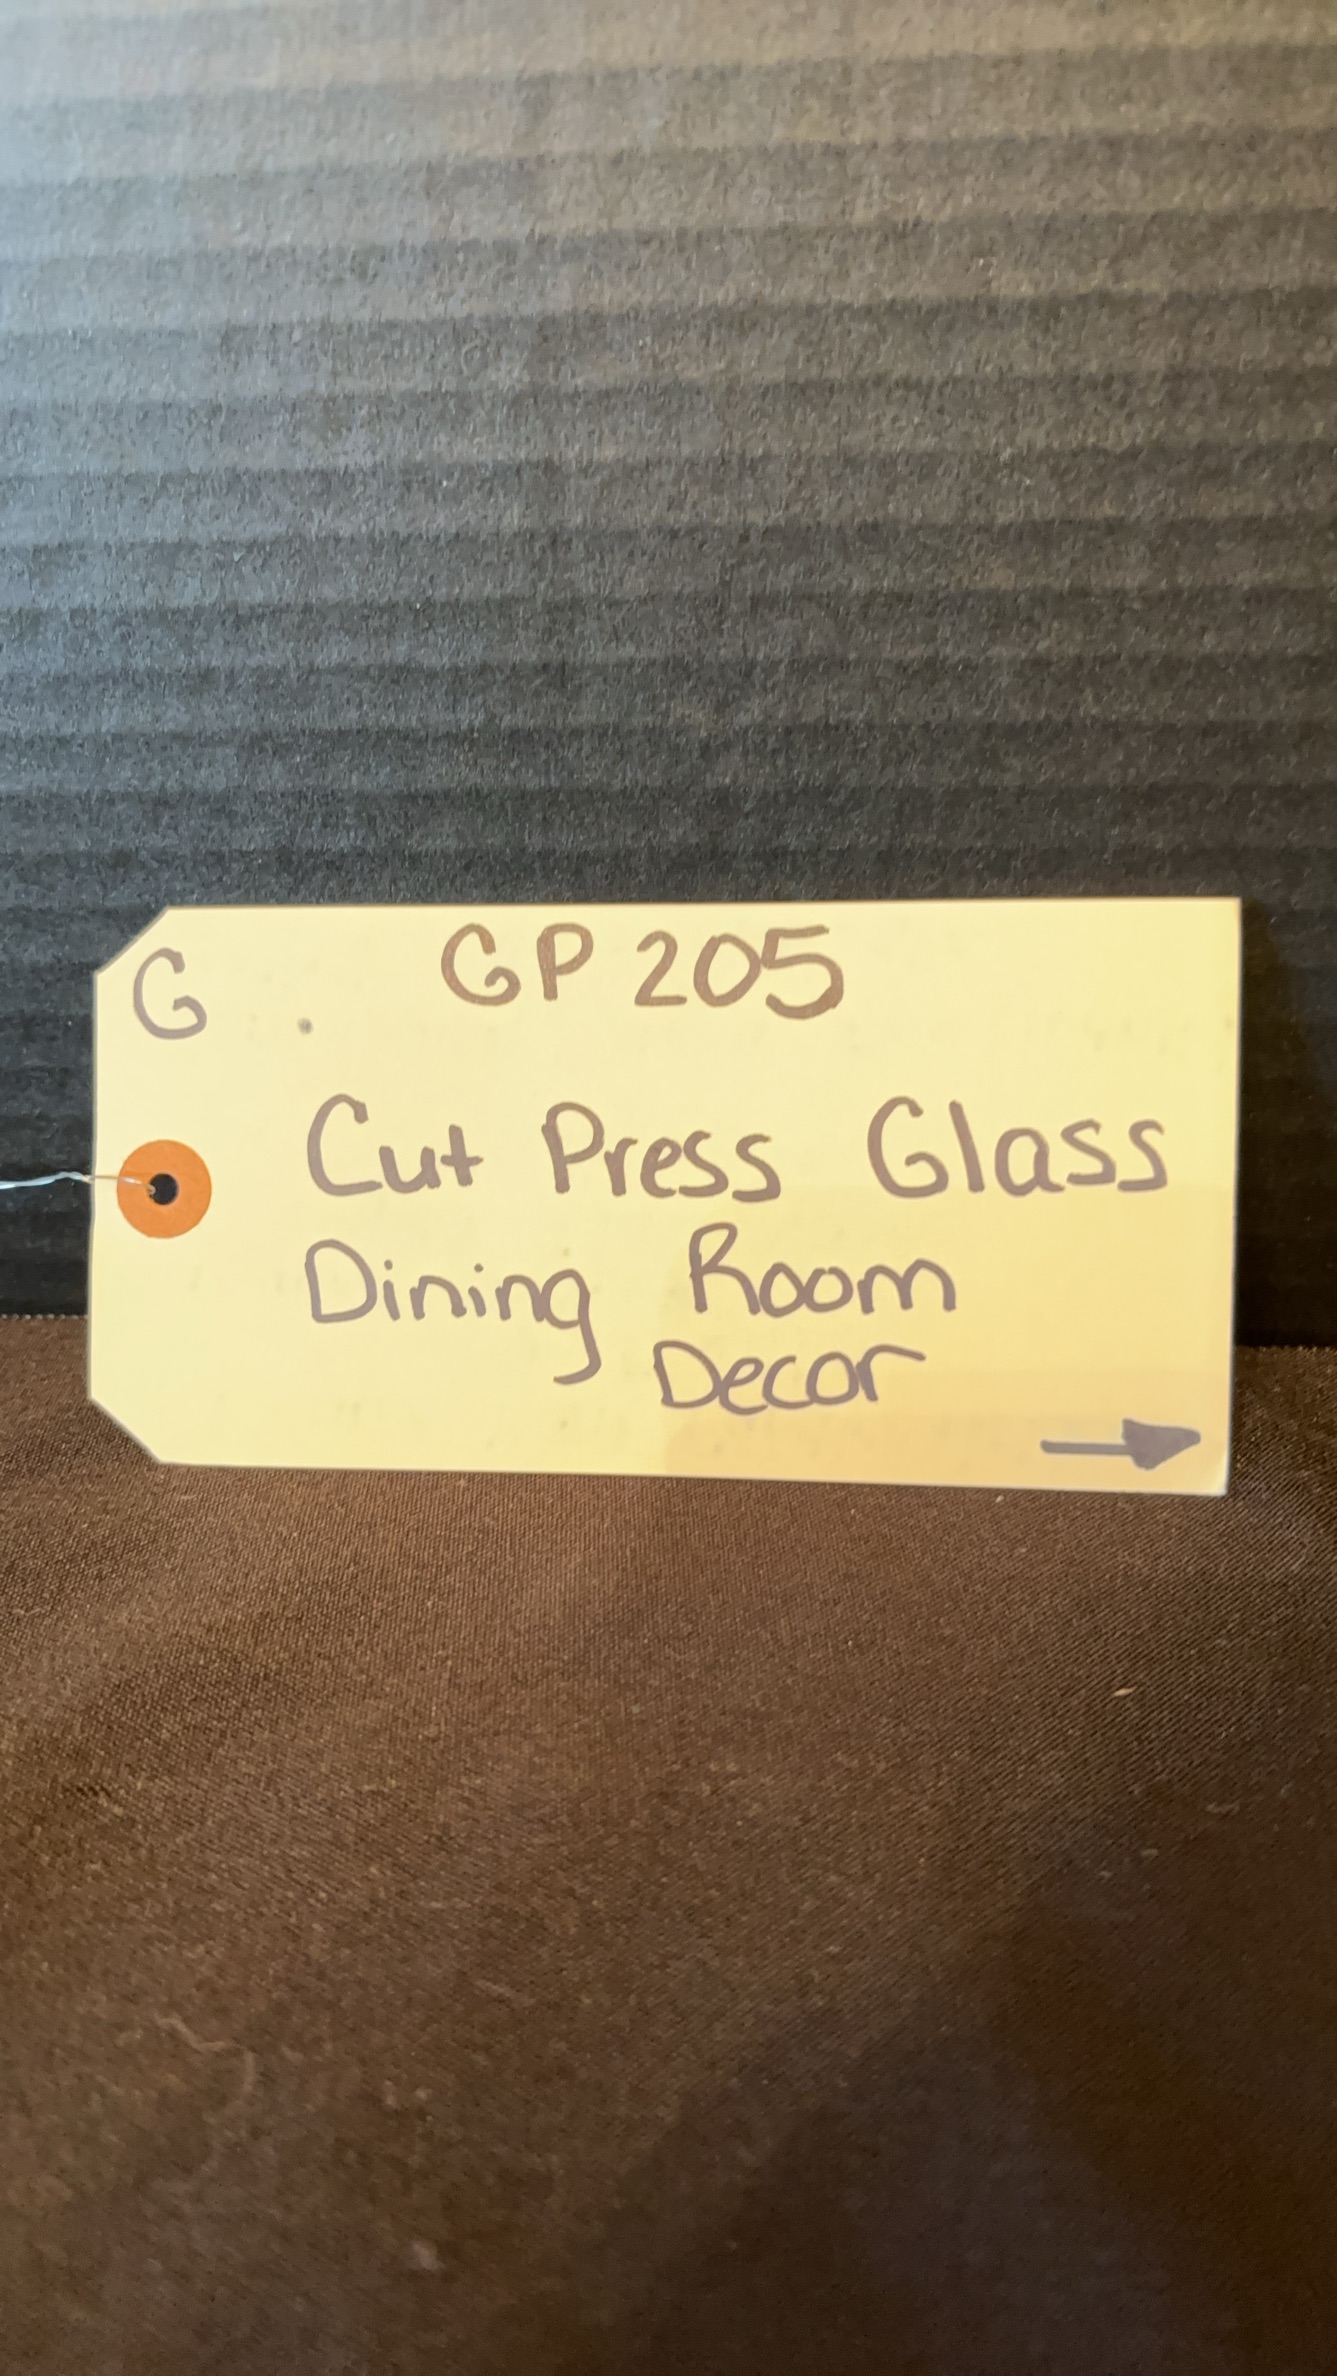 G GP 205
Cut Press Glass
Dining Room
Decor